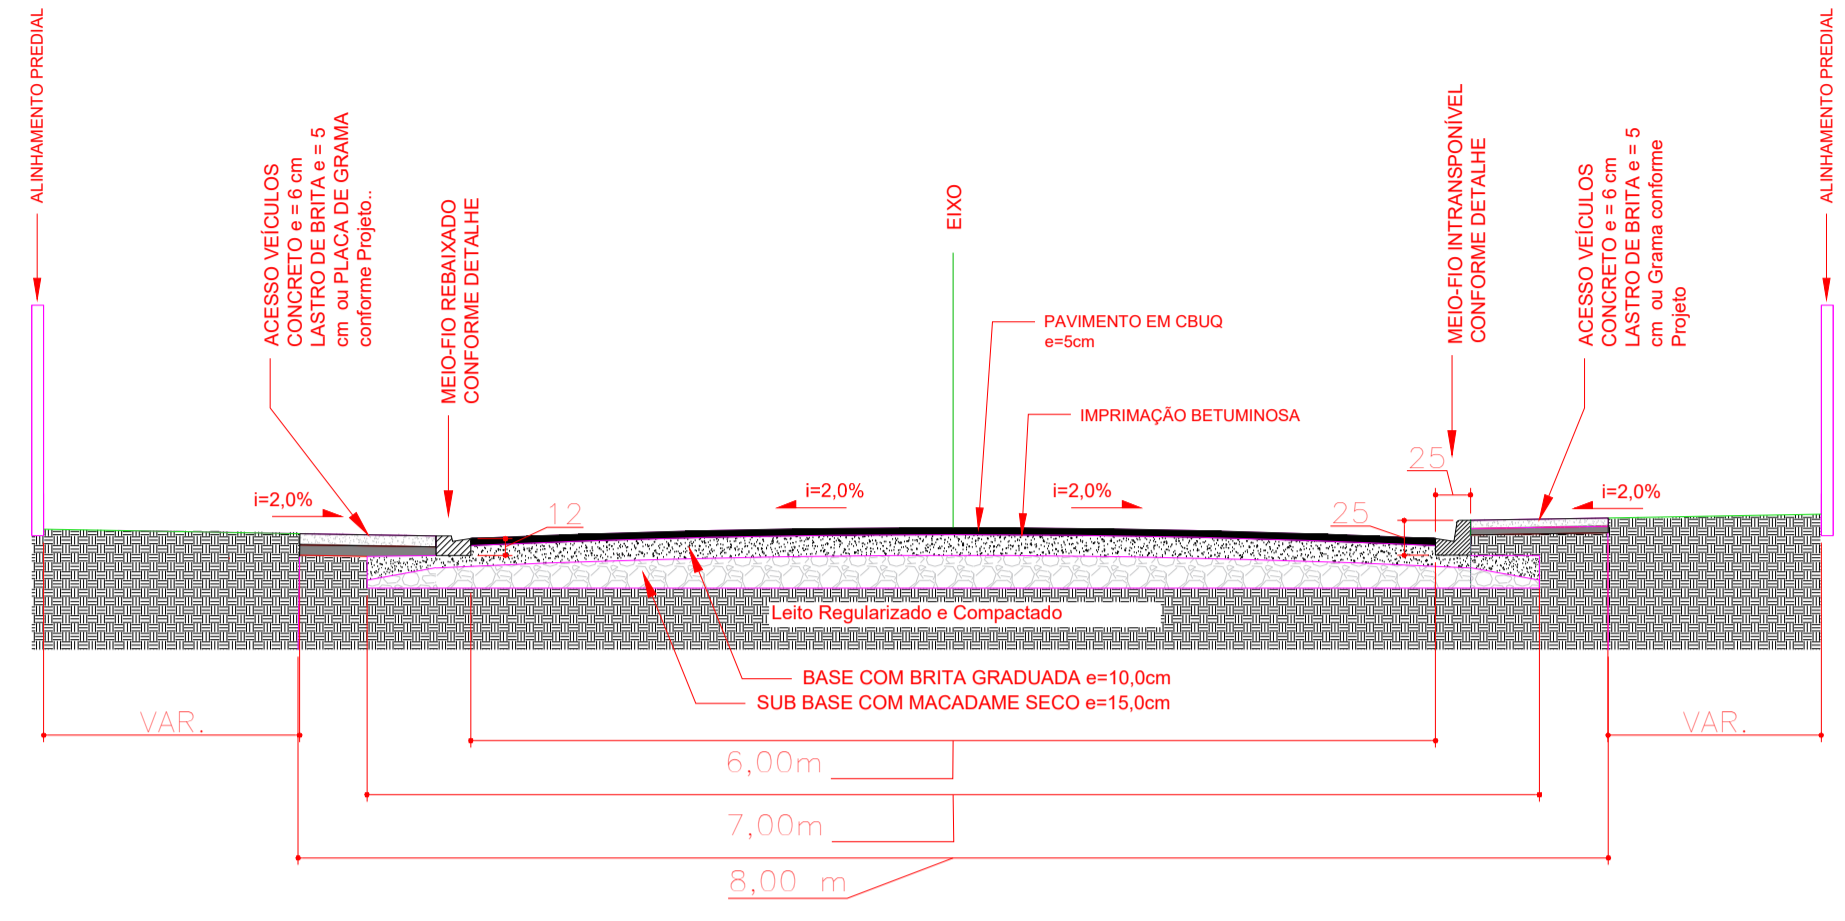 ALINHAMENTO PREDIAL
ACESSO VEÍCULOS
CONCRETO e = 6 cm
LASTRO DE BRITA e = 5
cm ou PLACA DE GRAMA
conforme Projeto..
MEIO-FIO REBAIXADO
CONFORME DETALHE
EIXO
MEIO-FIO INTRANSPONÍVEL
CONFORME DETALHE
ACESSO VEÍCULOS
CONCRETO e = 6 cm
LASTRO DE BRITA e = 5
cm ou Grama conforme
Projeto
ALINHAMENTO PREDIAL
PAVIMENTO EM CBUQ
e=5cm
IMPRIMAÇÃO BETUMINOSA
25
i=2,0%
i=2,0%
i=2,0%
i=2,0%
12
25
Leito Regularizado e Compactado
BASE COM BRITA GRADUADA e=10,0cm
SUB BASE COM MACADAME SECO e=15,0cm
VAR.
VAR.
6,00m
7,00m
8,00 m